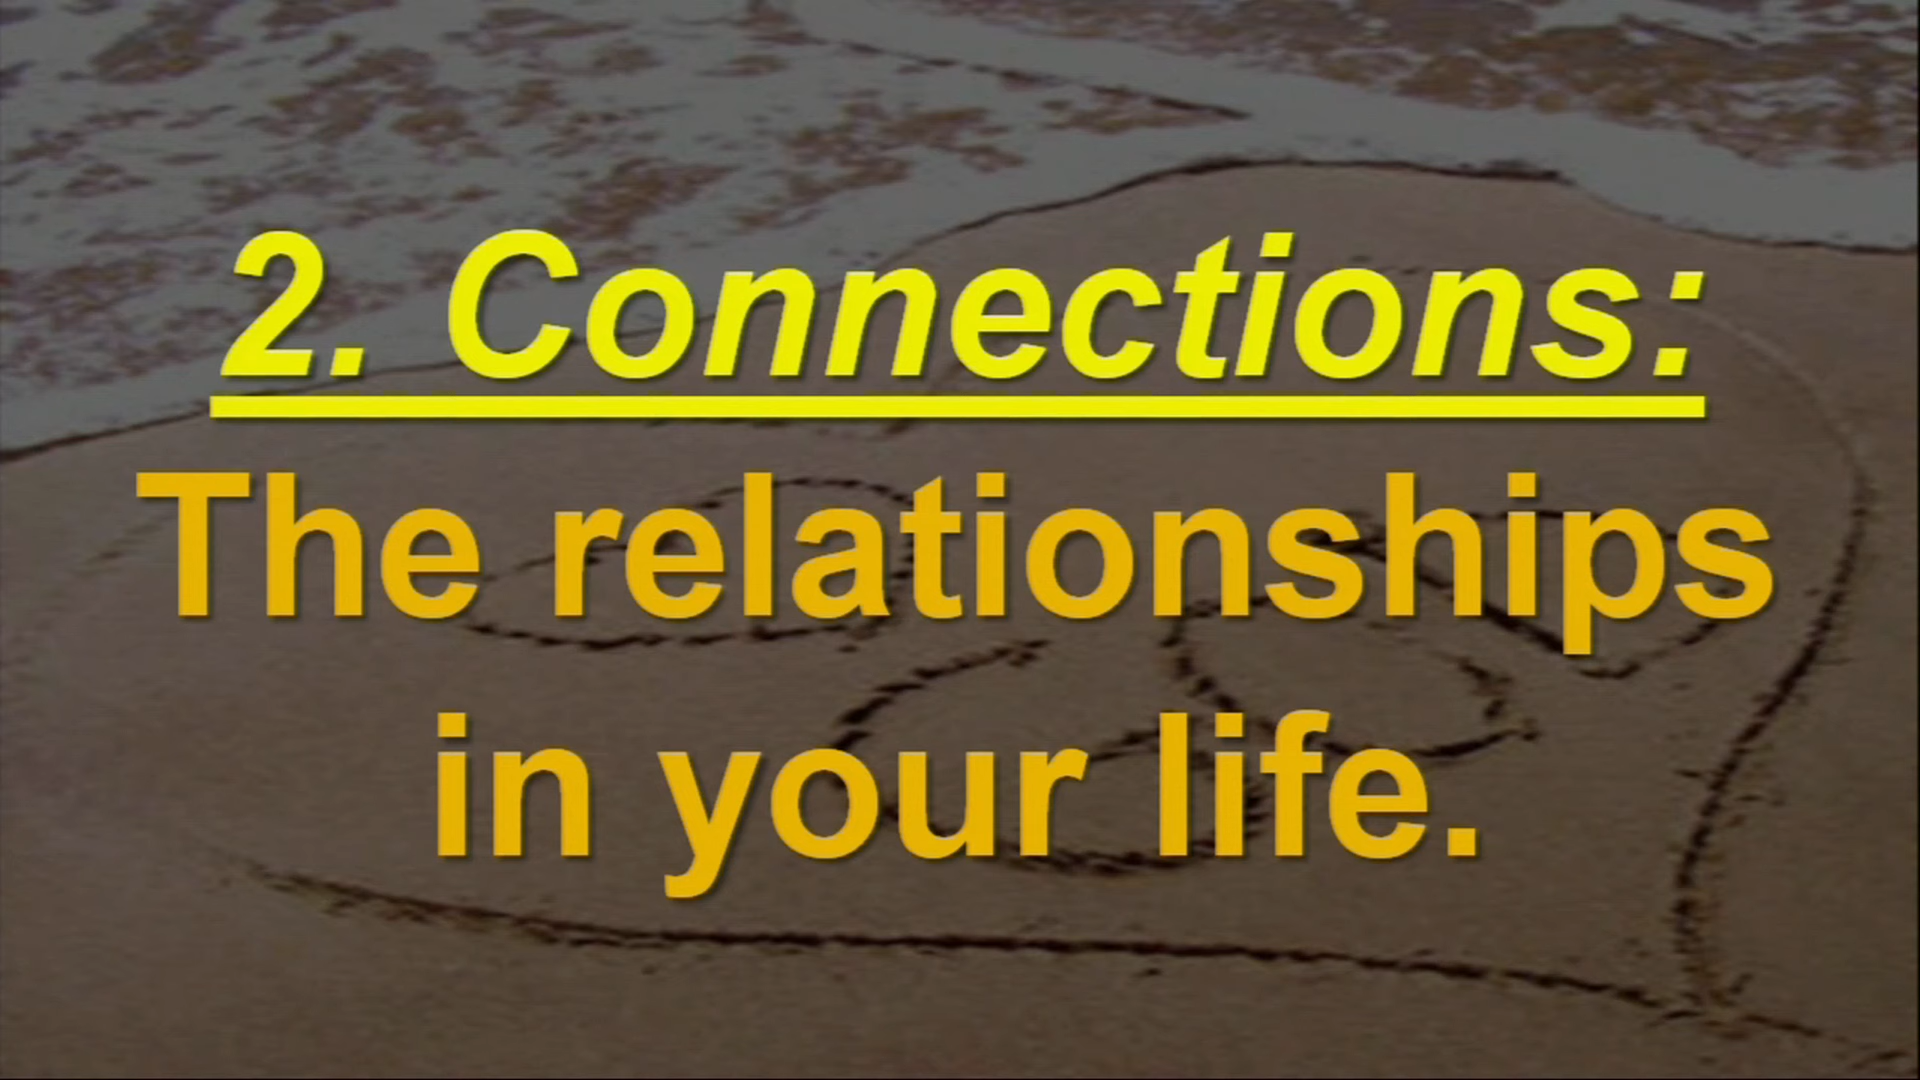 2. Connections:
The relationships
in your life.